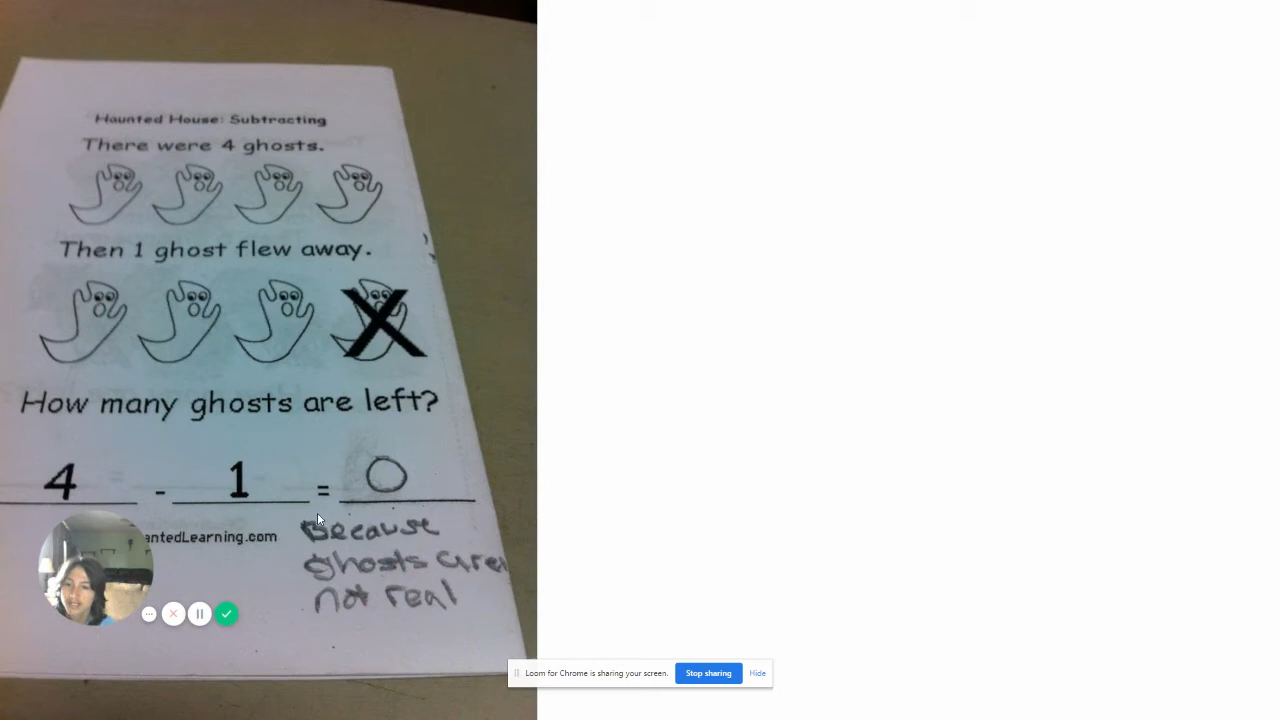 Haunted House: Subtracting
There were 4 ghosts.
Then 1 ghost flew away.
X
How many ghosts are left?
4 - 1 = 0
antedLearning.com
Because
ghosts are
not real
Loom for Chrome is sharing your screen.
Stop sharing
Hide